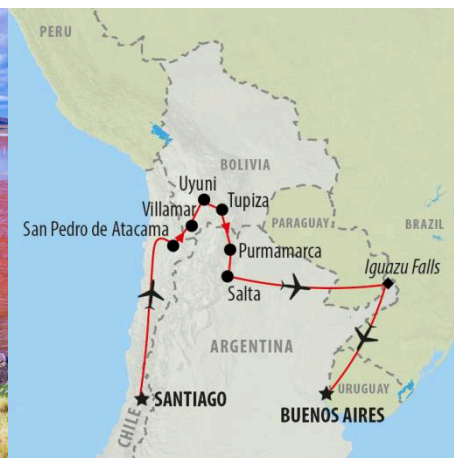 PERU
BOLIVIA
Uyuni
Tupiza
Villamar
San Pedro de Atacama
PARAGUAY
BRAZIL
Purmamarca
Iguazu Falls
Salta
ARGENTINA
URUGUAY
SANTIAGO
BUENOS AIRES
CHILE